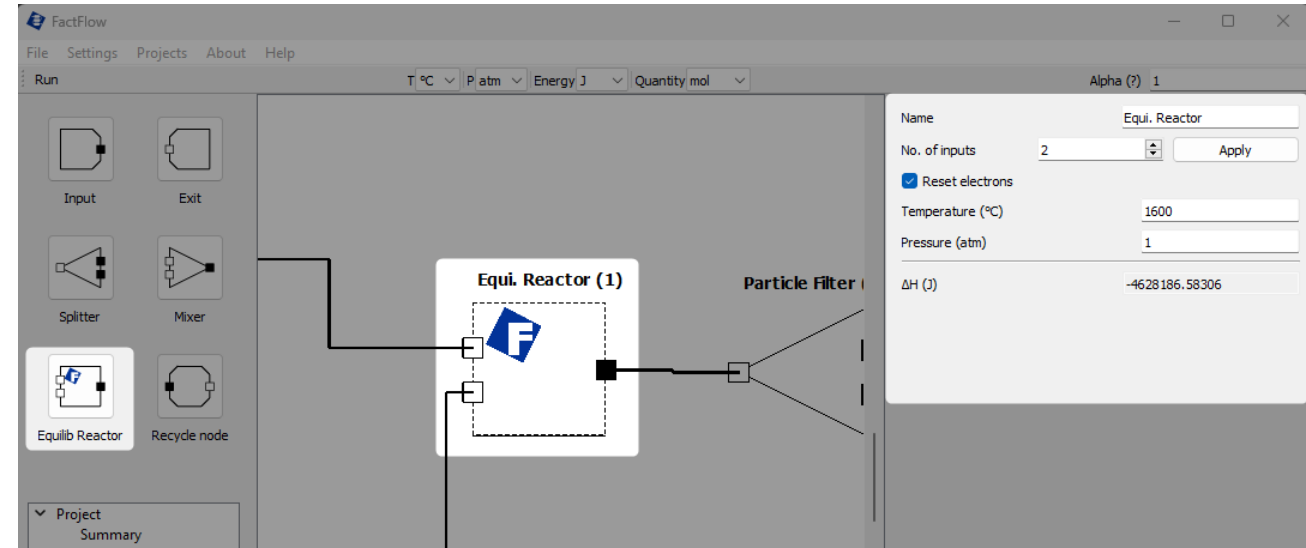 FactFlow
File Settings Projects About Help
Run T °C P atm Energy J Quantity mol Alpha (?) 1
Input Exit
Splitter Mixer
Equilib Reactor Recycle node
Project
Summary
Equi. Reactor (1)
F
Particle Filter (
Name Equi. Reactor
No. of inputs 2 Apply
Reset electrons
Temperature (°C) 1600
Pressure (atm) 1
ΔH (J) -4628186.58306